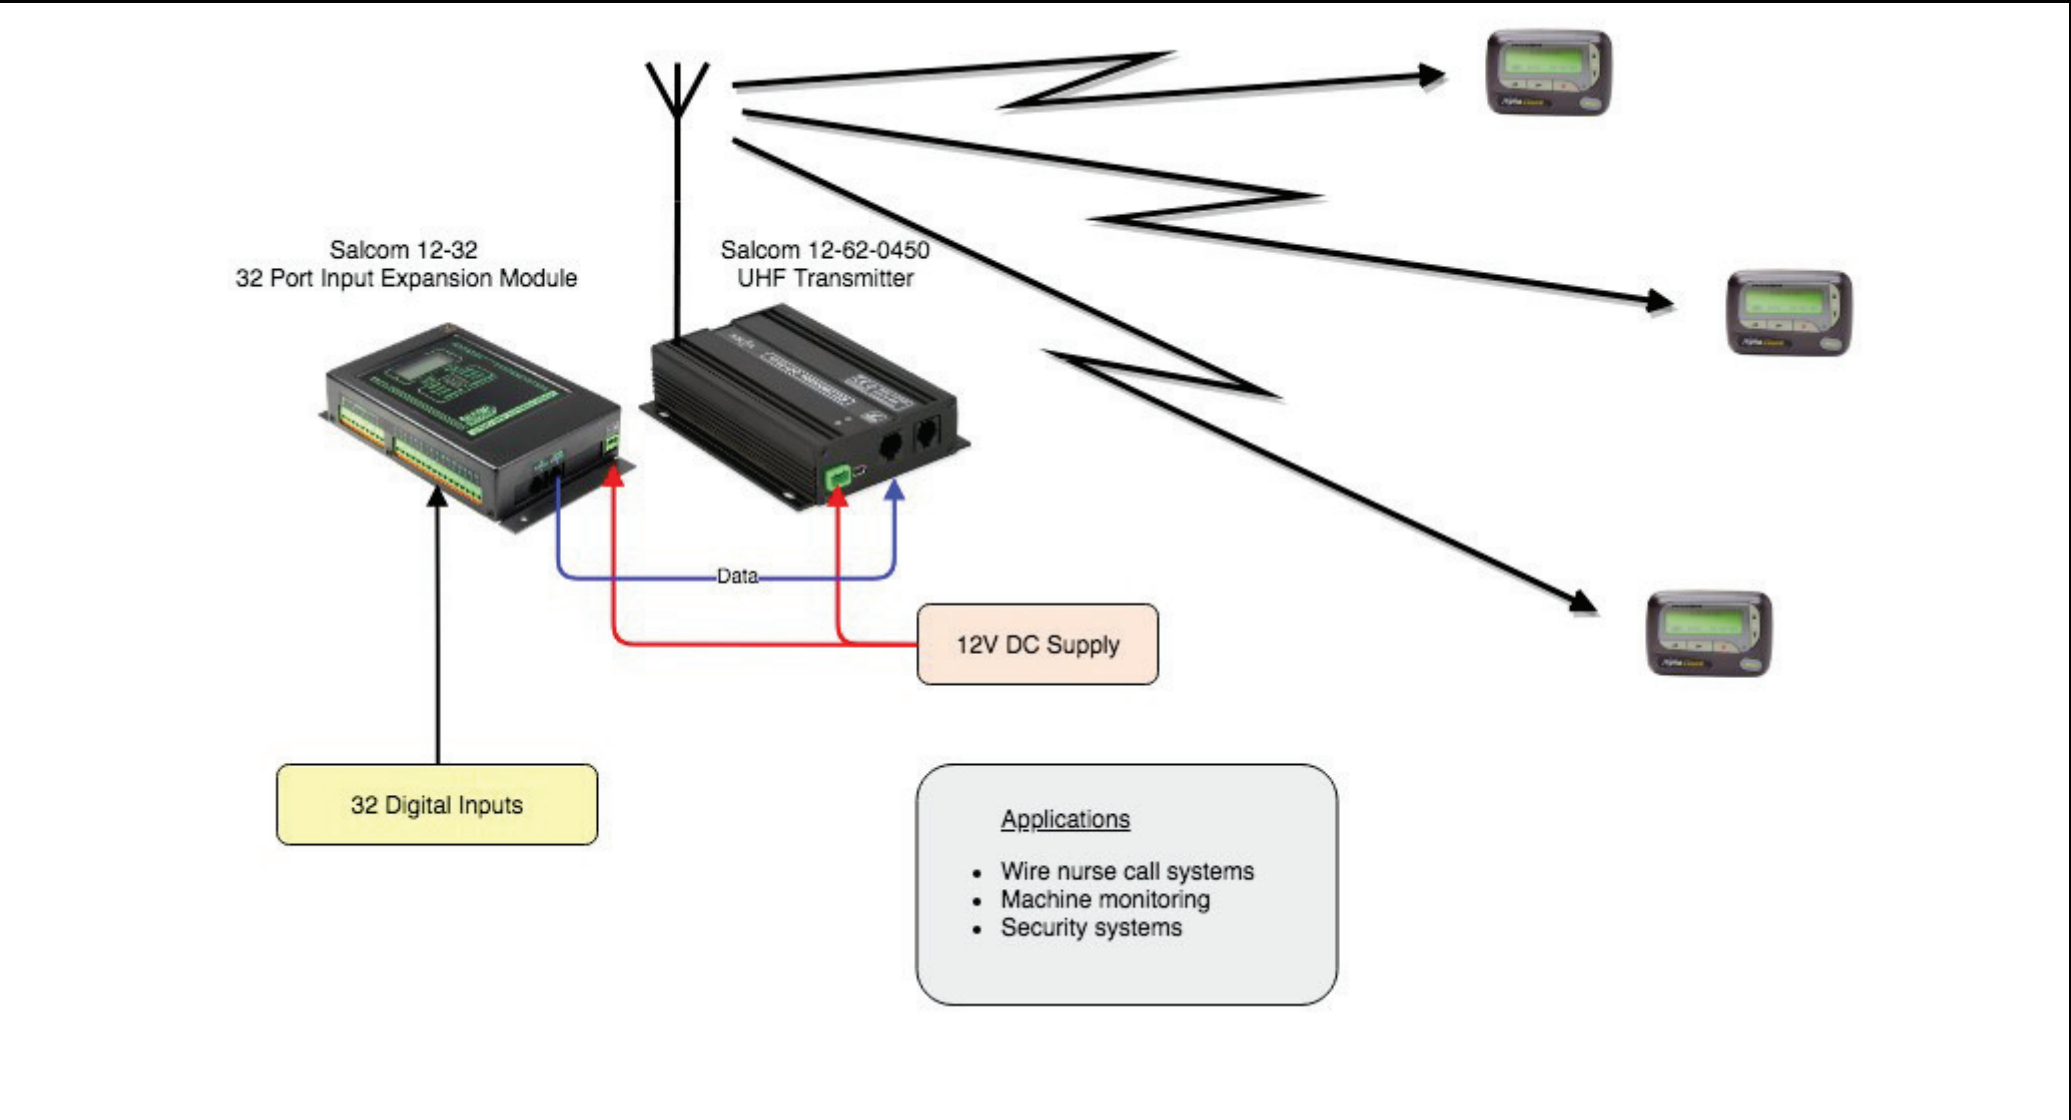 Salcom 12-32
32 Port Input Expansion Module
Salcom 12-62-0450
UHF Transmitter
Data
12V DC Supply
32 Digital Inputs
Applications
• Wire nurse call systems
• Machine monitoring
• Security systems